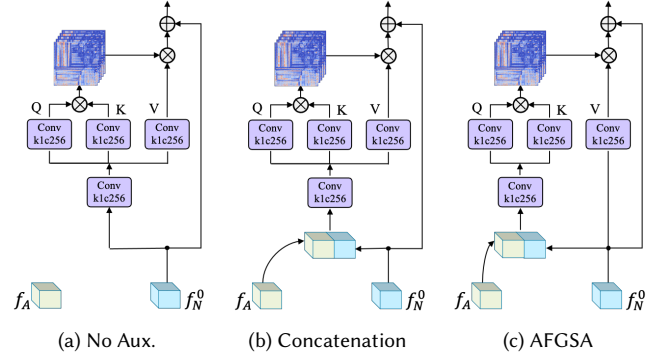 Q K V
Conv k1c256 Conv k1c256 Conv k1c256
Conv k1c256
f_A f_N^0
(a) No Aux.
Q K V
Conv k1c256 Conv k1c256 Conv k1c256
Conv k1c256
f_A f_N^0
(b) Concatenation
Q K V
Conv k1c256 Conv k1c256 Conv k1c256
Conv k1c256
f_A f_N^0
(c) AFGSA